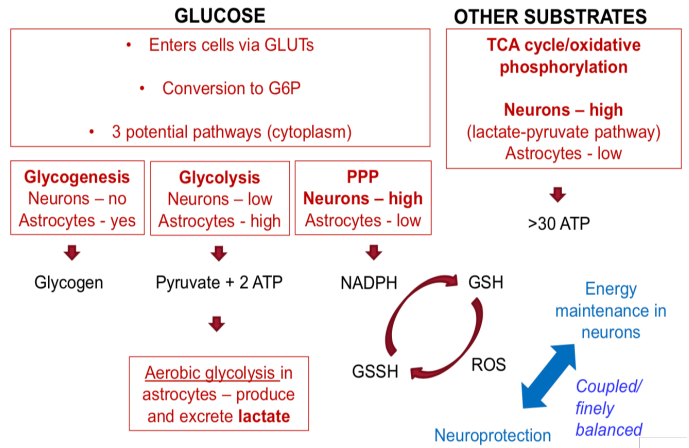 GLUCOSE
• Enters cells via GLUTs
• Conversion to G6P
• 3 potential pathways (cytoplasm)
Glycogenesis
Neurons – no
Astrocytes - yes
Glycolysis
Neurons – low
Astrocytes - high
PPP
Neurons – high
Astrocytes - low
Glycogen
Pyruvate + 2 ATP
NADPH
GSH
GSSH
ROS
Aerobic glycolysis in
astrocytes – produce
and excrete lactate
OTHER SUBSTRATES
TCA cycle/oxidative
phosphorylation
Neurons – high
(lactate-pyruvate pathway)
Astrocytes - low
>30 ATP
Energy
maintenance in
neurons
Coupled/
finely
balanced
Neuroprotection